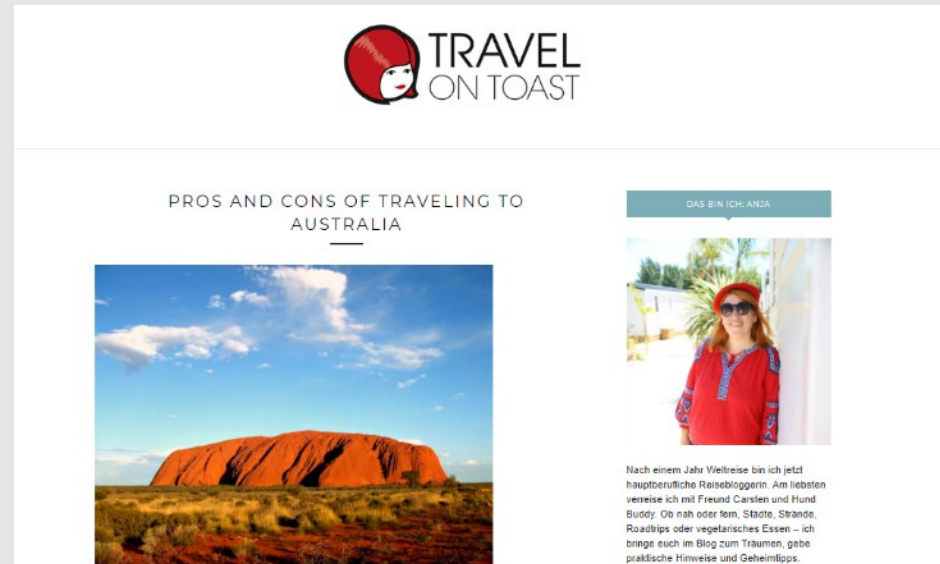 TRAVEL
ON TOAST
PROS AND CONS OF TRAVELING TO
AUSTRALIA
DAS BIN ICH: ANJA
Nach einem Jahr Weltreise bin ich jetzt
hauptberufliche Reisebloggerin. Am liebsten
verreise ich mit Freund Carsten und Hund
Buddy. Ob nah oder fern, Städte, Strände,
Roadtrips oder vegetarisches Essen – ich
bringe euch im Blog zum Träumen, gebe
praktische Hinweise und Geheimtipps.